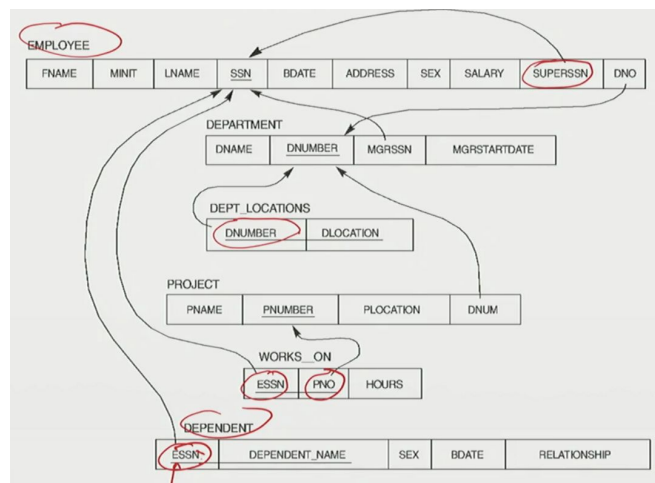 EMPLOYEE
FNAME MINIT LNAME SSN BDATE ADDRESS SEX SALARY SUPERSSN DNO
DEPARTMENT
DNAME DNUMBER MGRSSN MGRSTARTDATE
DEPT_LOCATIONS
DNUMBER DLOCATION
PROJECT
PNAME PNUMBER PLOCATION DNUM
WORKS_ON
ESSN PNO HOURS
DEPENDENT
ESSN DEPENDENT_NAME SEX BDATE RELATIONSHIP